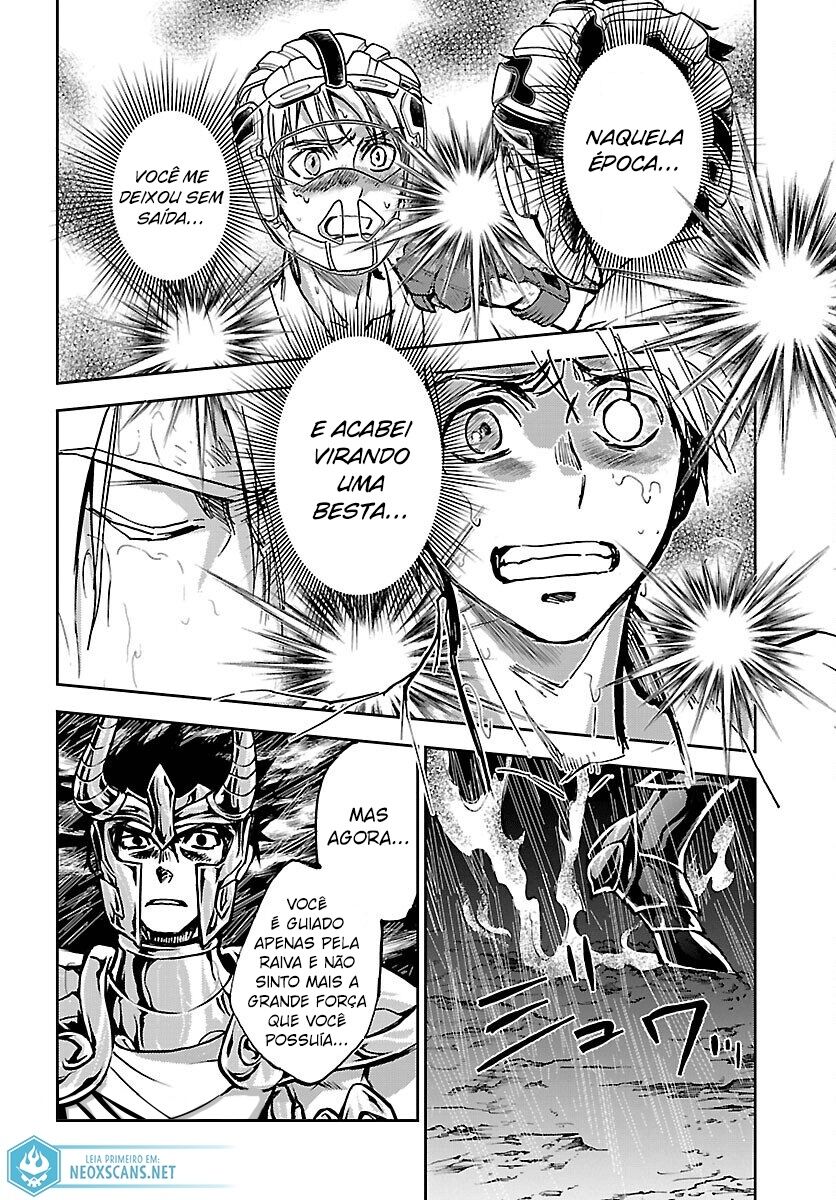 NAQUELA
ÉPOCA...
VOCÊ ME
DEIXOU SEM
SAÍDA...
E ACABEI
VIRANDO
UMA
BESTA...
MAS
AGORA...
VOCÊ
É GUIADO
APENAS PELA
RAIVA E NÃO
SINTO MAIS A
GRANDE FORÇA
QUE VOCÊ
POSSUÍA...
ジュワッ
LEIA PRIMEIRO EM:
NEOXSCANS.NET